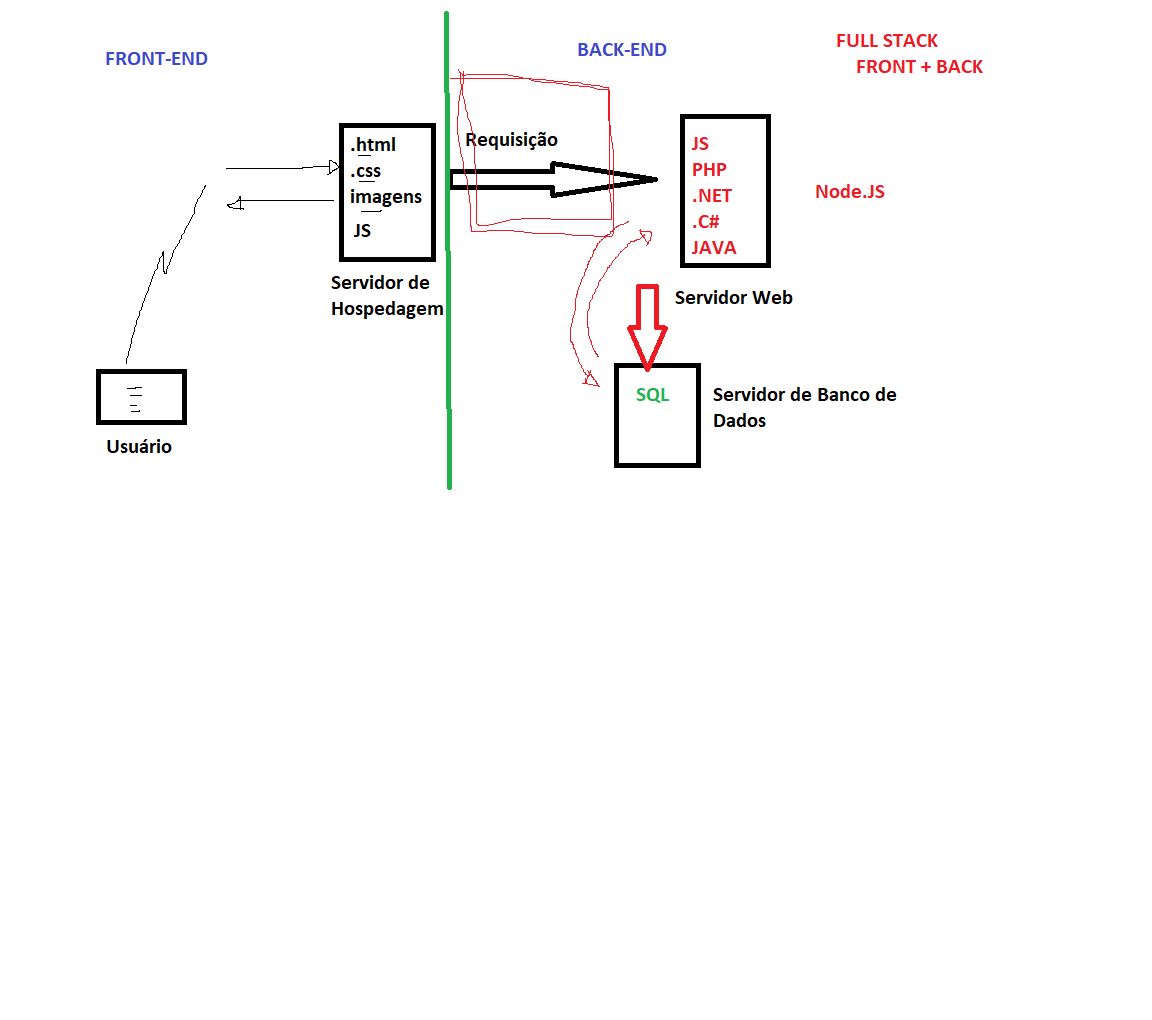 FRONT-END
BACK-END
FULL STACK
FRONT + BACK
.html
.css
imagens
JS
Servidor de
Hospedagem
Requisição
JS
PHP
.NET
.C#
JAVA
Node.JS
Servidor Web
SQL
Servidor de Banco de
Dados
Usuário